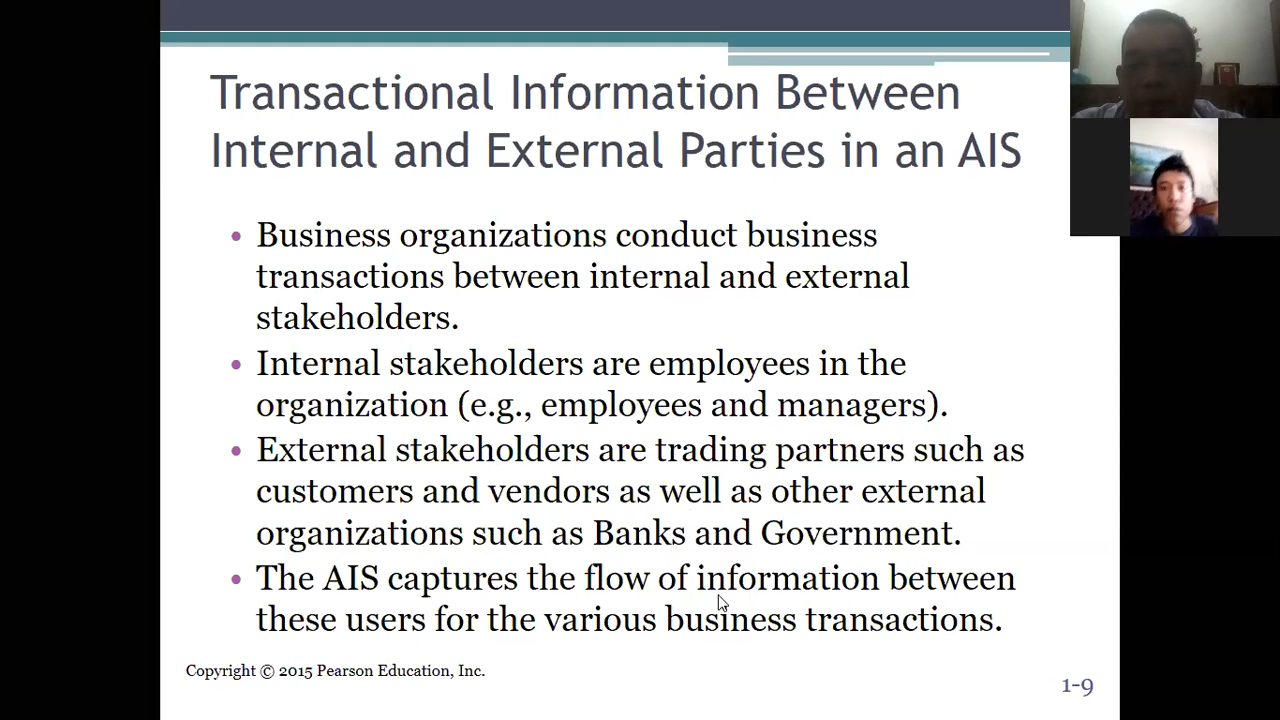 Transactional Information Between
Internal and External Parties in an AIS
• Business organizations conduct business
transactions between internal and external
stakeholders.
• Internal stakeholders are employees in the
organization (e.g., employees and managers).
• External stakeholders are trading partners such as
customers and vendors as well as other external
organizations such as Banks and Government.
• The AIS captures the flow of information between
these users for the various business transactions.
Copyright © 2015 Pearson Education, Inc.
1-9